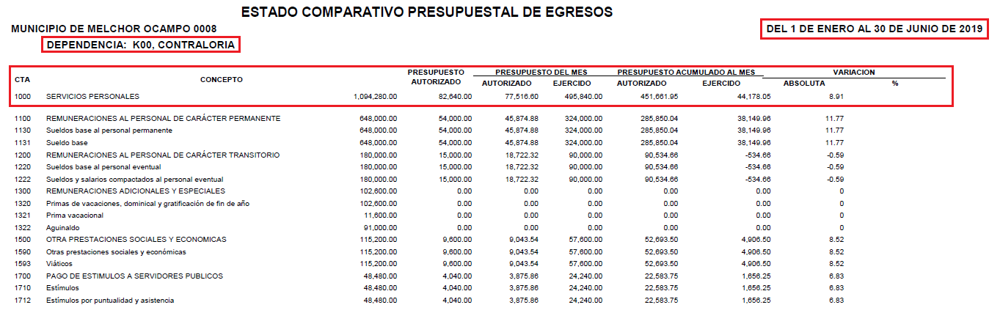 ESTADO COMPARATIVO PRESUPUESTAL DE EGRESOS
MUNICIPIO DE MELCHOR OCAMPO 0008 DEL 1 DE ENERO AL 30 DE JUNIO DE 2019
DEPENDENCIA: K00, CONTRALORIA
CTA CONCEPTO PRESUPUESTO AUTORIZADO PRESUPUESTO DEL MES PRESUPUESTO ACUMULADO AL MES VARIACION
AUTORIZADO EJERCIDO AUTORIZADO EJERCIDO ABSOLUTA %
1000 SERVICIOS PERSONALES 1,094,280.00 82,640.00 77,516.60 495,840.00 451,661.95 44,178.05 8.91
1100 REMUNERACIONES AL PERSONAL DE CARÁCTER PERMANENTE 648,000.00 54,000.00 45,874.88 324,000.00 285,850.04 38,149.96 11.77
1130 Sueldos base al personal permanente 648,000.00 54,000.00 45,874.88 324,000.00 285,850.04 38,149.96 11.77
1131 Sueldo base 648,000.00 54,000.00 45,874.88 324,000.00 285,850.04 38,149.96 11.77
1200 REMUNERACIONES AL PERSONAL DE CARÁCTER TRANSITORIO 180,000.00 15,000.00 18,722.32 90,000.00 90,534.66 -534.66 -0.59
1220 Sueldos base al personal eventual 180,000.00 15,000.00 18,722.32 90,000.00 90,534.66 -534.66 -0.59
1222 Sueldos y salarios compactados al personal eventual 180,000.00 15,000.00 18,722.32 90,000.00 90,534.66 -534.66 -0.59
1300 REMUNERACIONES ADICIONALES Y ESPECIALES 102,600.00 0.00 0.00 0.00 0.00 0.00 0
1320 Primas de vacaciones, dominical y gratificación de fin de año 102,600.00 0.00 0.00 0.00 0.00 0.00 0
1321 Prima vacacional 11,600.00 0.00 0.00 0.00 0.00 0.00 0
1322 Aguinaldo 91,000.00 0.00 0.00 0.00 0.00 0.00 0
1500 OTRA PRESTACIONES SOCIALES Y ECONOMICAS 115,200.00 9,600.00 9,043.54 57,600.00 52,693.50 4,906.50 8.52
1590 Otras prestaciones sociales y económicas 115,200.00 9,600.00 9,043.54 57,600.00 52,693.50 4,906.50 8.52
1593 Viáticos 115,200.00 9,600.00 9,043.54 57,600.00 52,693.50 4,906.50 8.52
1700 PAGO DE ESTIMULOS A SERVIDORES PUBLICOS 48,480.00 4,040.00 3,875.86 24,240.00 22,583.75 1,656.25 6.83
1710 Estímulos 48,480.00 4,040.00 3,875.86 24,240.00 22,583.75 1,656.25 6.83
1712 Estímulos por puntualidad y asistencia 48,480.00 4,040.00 3,875.86 24,240.00 22,583.75 1,656.25 6.83